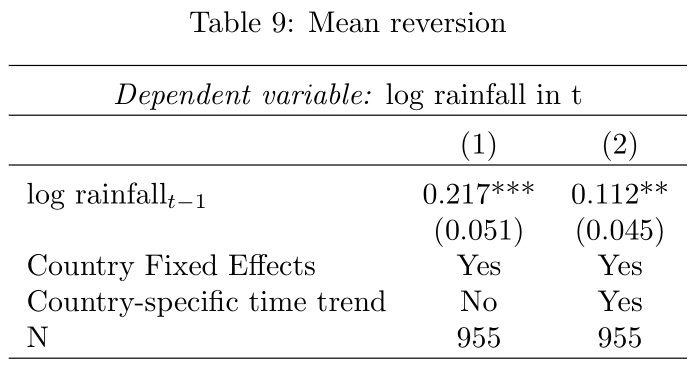 Table 9: Mean reversion
Dependent variable: log rainfall in t
(1) (2)
log rainfallₜ₋₁ 0.217*** 0.112**
(0.051) (0.045)
Country Fixed Effects Yes Yes
Country-specific time trend No Yes
N 955 955